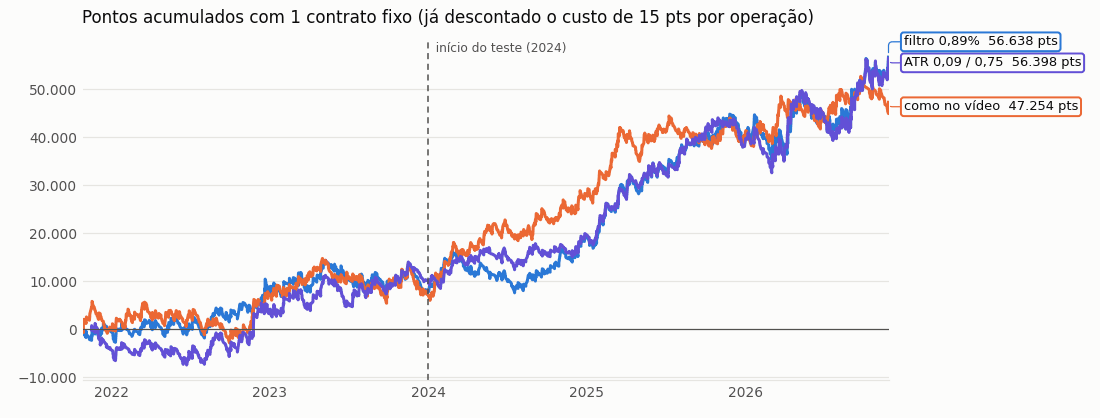 Pontos acumulados com 1 contrato fixo (já descontado o custo de 15 pts por operação)
início do teste (2024)
filtro 0,89%  56.638 pts
ATR 0,09 / 0,75  56.398 pts
como no vídeo  47.254 pts
50.000
40.000
30.000
20.000
10.000
0
−10.000
2022
2023
2024
2025
2026